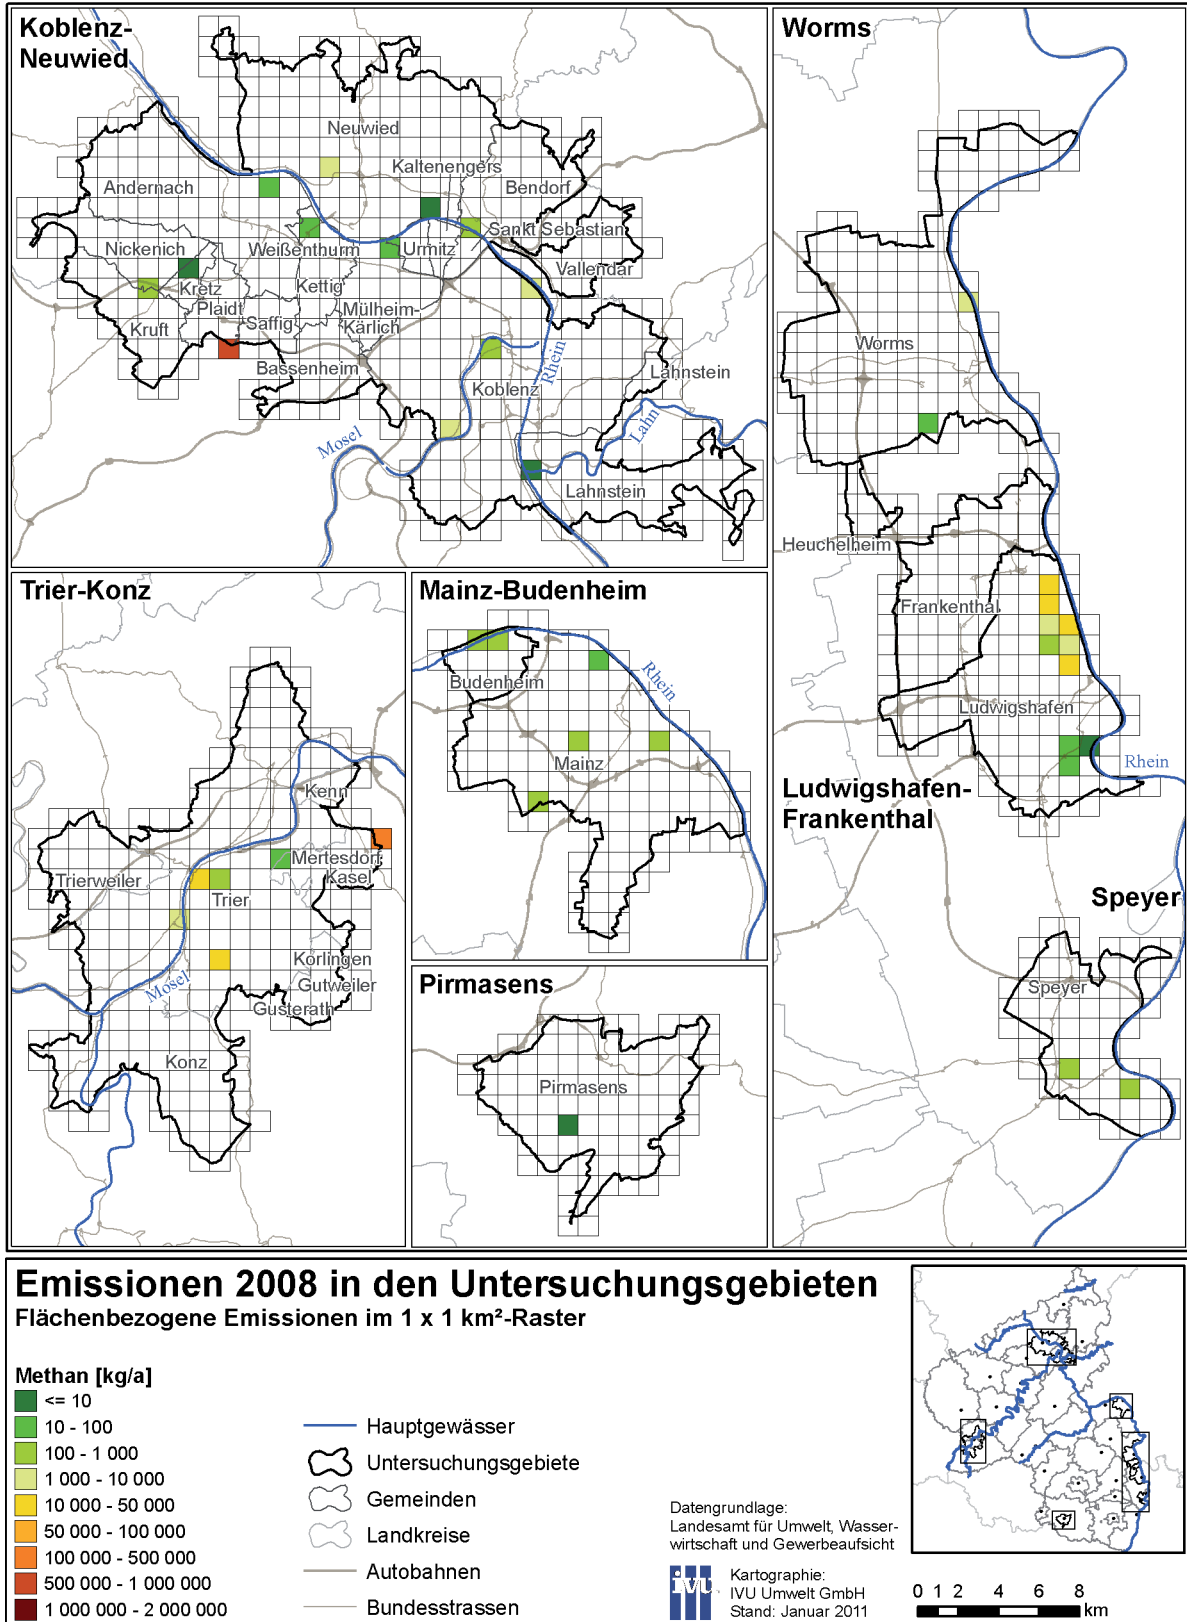 Koblenz-
Neuwied
Neuwied
Kaltenengers
Andernach
Bendorf
Sankt Sebastian
Nickenich
Weißenthurm
Urmitz
Vallendar
Kretz
Kettig
Plaidt
Mülheim-
Kärlich
Saffig
Kruft
Bassenheim
Koblenz
Rhein
Lahnstein
Mosel
Lahn
Lahnstein
Worms
Worms
Heuchelheim
Frankenthal
Ludwigshafen
Rhein
Ludwigshafen-
Frankenthal
Speyer
Speyer
Trier-Konz
Kenn
Mertesdorf
Kasel
Trierweiler
Trier
Korlingen
Mosel
Gutweiler
Gusterath
Konz
Mainz-Budenheim
Rhein
Budenheim
Mainz
Pirmasens
Pirmasens
Emissionen 2008 in den Untersuchungsgebieten
Flächenbezogene Emissionen im 1 x 1 km²-Raster
Methan [kg/a]
<= 10
10 - 100
100 - 1 000
1 000 - 10 000
10 000 - 50 000
50 000 - 100 000
100 000 - 500 000
500 000 - 1 000 000
1 000 000 - 2 000 000
Hauptgewässer
Untersuchungsgebiete
Gemeinden
Landkreise
Autobahnen
Bundesstrassen
Datengrundlage:
Landesamt für Umwelt, Wasser-
wirtschaft und Gewerbeaufsicht
ivu
Kartographie:
IVU Umwelt GmbH
Stand: Januar 2011
0 1 2 4 6 8
km